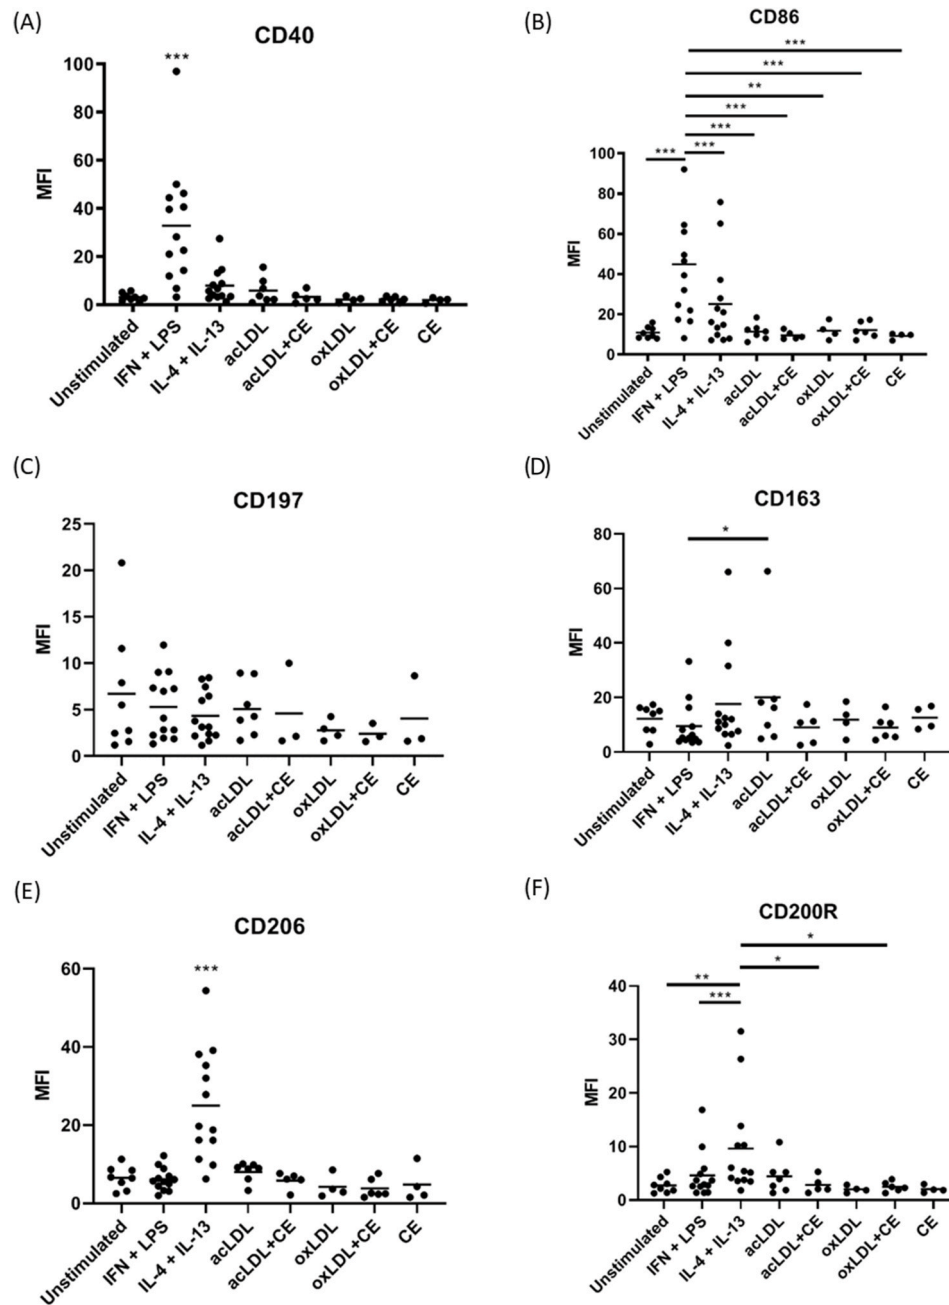 (A)
CD40
***
100
80
60
40
20
0
MFI
Unstimulated
IFN + LPS
IL-4 + IL-13
acLDL
acLDL+CE
oxLDL
oxLDL+CE
CE
(B)
CD86
***
***
**
***
***
*** ***
100
80
60
40
20
0
MFI
Unstimulated
IFN + LPS
IL-4 + IL-13
acLDL
acLDL+CE
oxLDL
oxLDL+CE
CE
(C)
CD197
25
20
15
10
5
0
MFI
Unstimulated
IFN + LPS
IL-4 + IL-13
acLDL
acLDL+CE
oxLDL
oxLDL+CE
CE
(D)
CD163
*
80
60
40
20
0
MFI
Unstimulated
IFN + LPS
IL-4 + IL-13
acLDL
acLDL+CE
oxLDL
oxLDL+CE
CE
(E)
CD206
***
60
40
20
0
MFI
Unstimulated
IFN + LPS
IL-4 + IL-13
acLDL
acLDL+CE
oxLDL
oxLDL+CE
CE
(F)
CD200R
*
*
**
***
40
30
20
10
0
MFI
Unstimulated
IFN + LPS
IL-4 + IL-13
acLDL
acLDL+CE
oxLDL
oxLDL+CE
CE